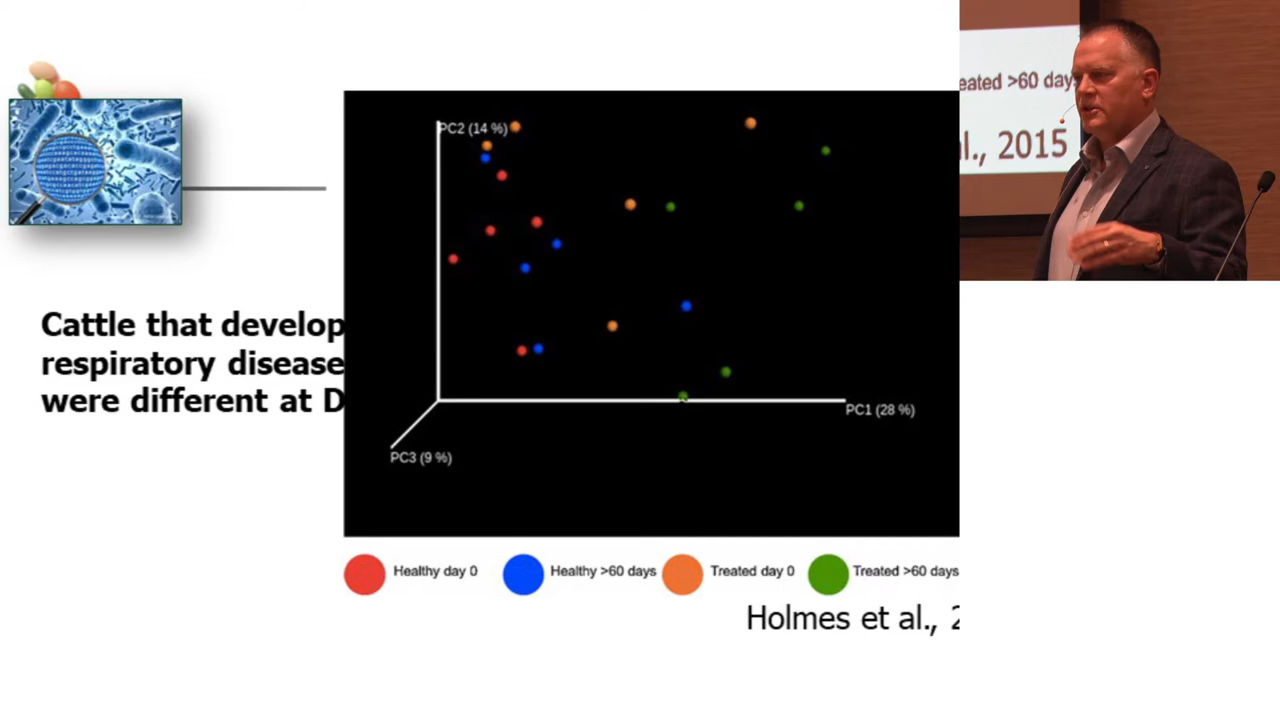 Cattle that develop
respiratory disease
were different at D
PC2 (14 %)
PC1 (28 %)
PC3 (9 %)
Healthy day 0
Healthy >60 days
Treated day 0
Treated >60 days
Holmes et al., 2
eated >60 days
al., 2015